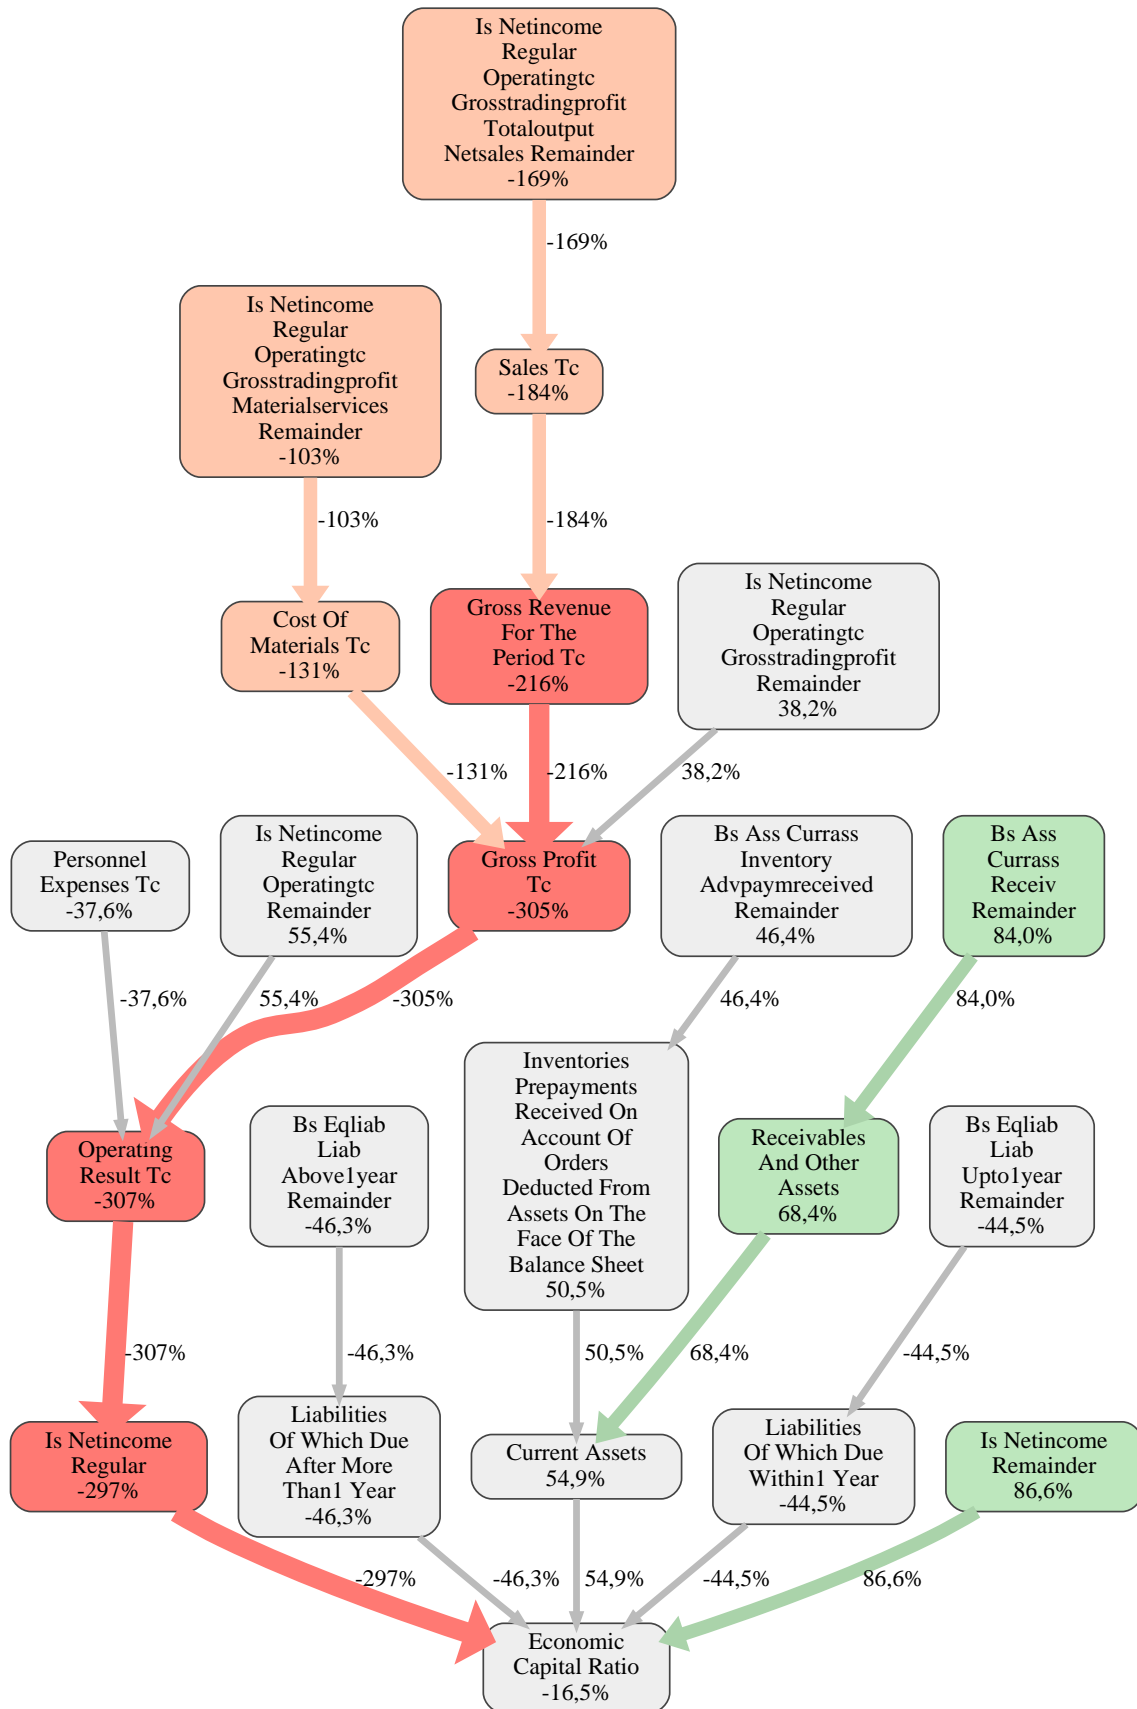 Is Netincome
Regular
Operatingtc
Grosstradingprofit
Totaloutput
Netsales Remainder
-169%
-169%
Is Netincome
Regular
Operatingtc
Grosstradingprofit
Materialservices
Remainder
-103%
Sales Tc
-184%
-103%
-184%
Cost Of
Materials Tc
-131%
Gross Revenue
For The
Period Tc
-216%
Is Netincome
Regular
Operatingtc
Grosstradingprofit
Remainder
38,2%
-131%
-216%
38,2%
Personnel
Expenses Tc
-37,6%
Is Netincome
Regular
Operatingtc
Remainder
55,4%
Gross Profit
Tc
-305%
Bs Ass Currass
Inventory
Advpaymreceived
Remainder
46,4%
Bs Ass
Currass
Receiv
Remainder
84,0%
-37,6%
55,4%
-305%
46,4%
84,0%
Operating
Result Tc
-307%
Bs Eqliab
Liab
Above1year
Remainder
-46,3%
Inventories
Prepayments
Received On
Account Of
Orders
Deducted From
Assets On The
Face Of The
Balance Sheet
50,5%
Receivables
And Other
Assets
68,4%
Bs Eqliab
Liab
Upto1year
Remainder
-44,5%
-307%
-46,3%
50,5%
68,4%
-44,5%
Is Netincome
Regular
-297%
Liabilities
Of Which Due
After More
Than1 Year
-46,3%
Current Assets
54,9%
Liabilities
Of Which Due
Within1 Year
-44,5%
Is Netincome
Remainder
86,6%
-297%
-46,3%
54,9%
-44,5%
86,6%
Economic
Capital Ratio
-16,5%